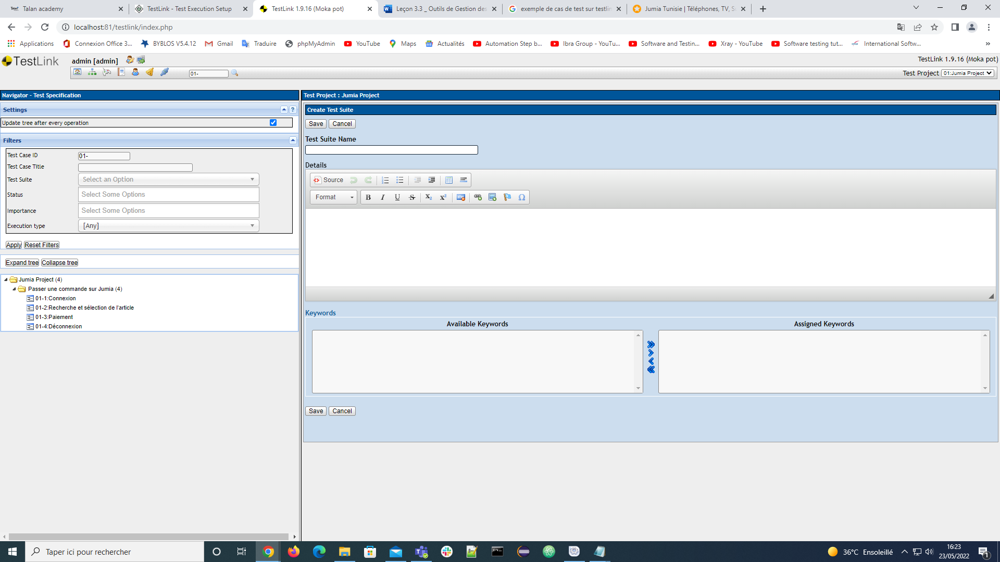 Talan academy
TestLink - Test Execution Setup
TestLink 1.9.16 (Moka pot)
Leçon 3.3 _ Outils de Gestion des
exemple de cas de test sur testlin
Jumia Tunisie | Téléphones, TV, S
localhost:81/testlink/index.php
Applications
Connexion Office 3...
BYBLOS V5.4.12
Gmail
Traduire
phpMyAdmin
YouTube
Maps
Actualités
Automation Step b...
Ibra Group - YouTu...
Software and Testin...
Xray - YouTube
Software testing tut...
International Softw...
»
TestLink
admin [admin]
TestLink 1.9.16 (Moka pot)
01-
Test Project
01:Jumia Project
Navigator - Test Specification
Settings
?
Update tree after every operation
Filters
Test Case ID
01-
Test Case Title
Test Suite
Select an Option
Status
Select Some Options
Importance
Select Some Options
Execution type
[Any]
Apply
Reset Filters
Expand tree
Collapse tree
Jumia Project (4)
Passer une commande sur Jumia (4)
01-1:Connexion
01-2:Recherche et sélection de l'article
01-3:Paiement
01-4:Déconnexion
Test Project : Jumia Project
Create Test Suite
Save
Cancel
Test Suite Name
Details
Source
Format
B I U S X₂ X² Ω
Keywords
Available Keywords
Assigned Keywords
Save
Cancel
Taper ici pour rechercher
36°C Ensoleillé
16:23
23/05/2022
1